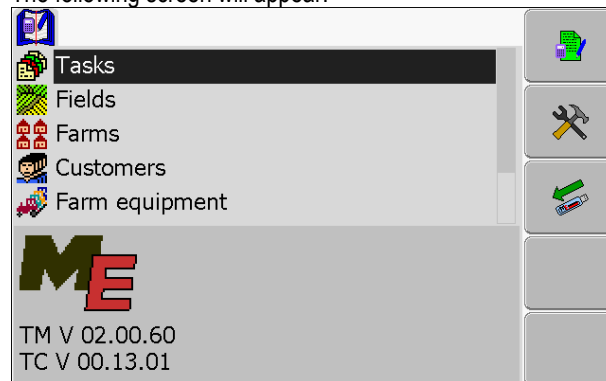 The following screen will appear:
Tasks
Fields
Farms
Customers
Farm equipment
ME
TM V 02.00.60
TC V 00.13.01